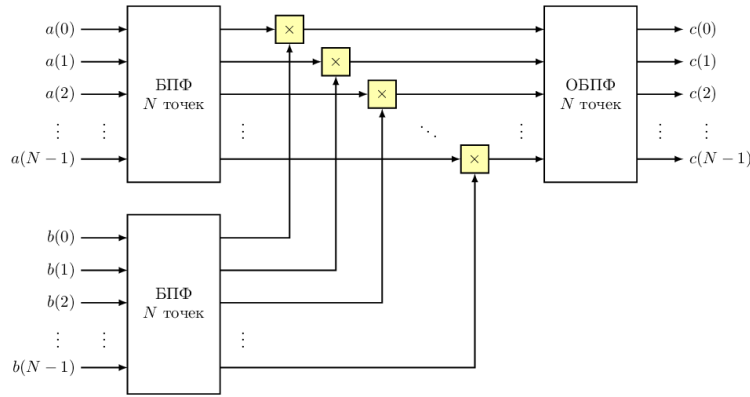 a(0)
a(1)
a(2)
⋮ ⋮
a(N − 1)
БПФ
N точек
⋮
×
×
×
⋱
×
⋮
ОБПФ
N точек
c(0)
c(1)
c(2)
⋮ ⋮
c(N − 1)
b(0)
b(1)
b(2)
⋮ ⋮
b(N − 1)
БПФ
N точек
⋮